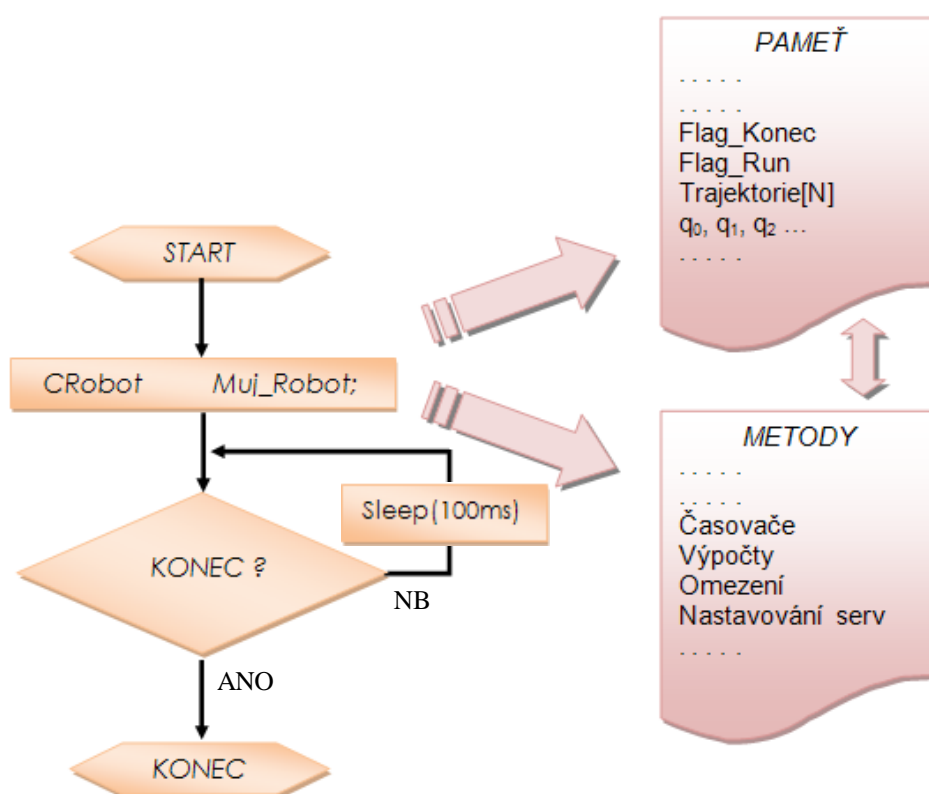 START
CRobot Muj_Robot;
Sleep(100ms)
KONEC ?
NB
ANO
KONEC
PAMEŤ
. . . . .
. . . . .
Flag_Konec
Flag_Run
Trajektorie[N]
q₀, q₁, q₂ ...
. . . . .
METODY
. . . . .
. . . . .
Časovače
Výpočty
Omezení
Nastavování serv
. . . . .